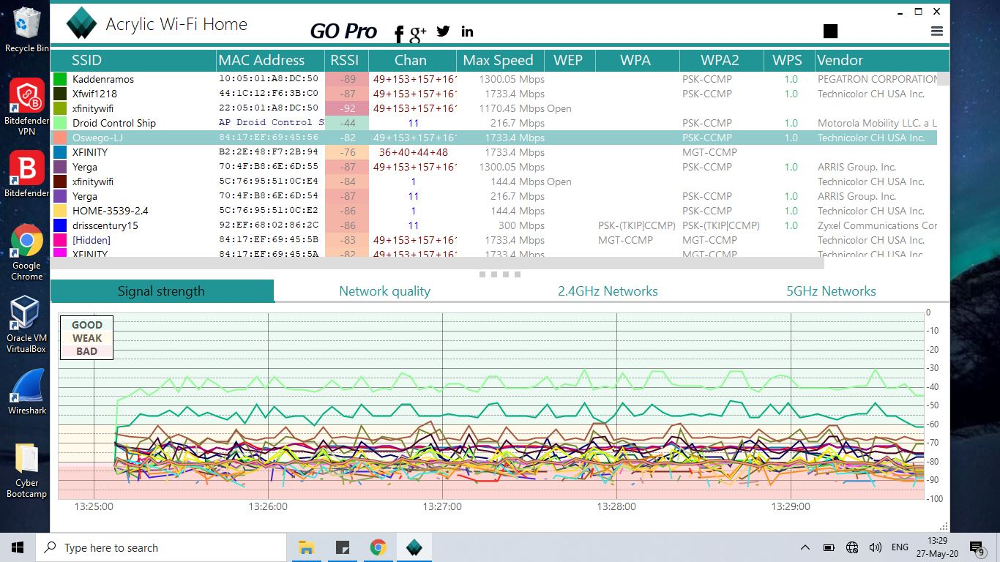 Recycle Bin
Bitdefender VPN
Bitdefender
Google Chrome
Oracle VM VirtualBox
Wireshark
Cyber Bootcamp
Acrylic Wi-Fi Home
GO Pro f g+ in
SSID MAC Address RSSI Chan Max Speed WEP WPA WPA2 WPS Vendor
Kaddenramos 10:05:01:A8:DC:50 -89 49+153+157+161 1300.05 Mbps PSK-CCMP 1.0 PEGATRON CORPORATION
Xfwif1218 44:1C:12:F6:3B:C0 -87 49+153+157+161 1733.4 Mbps PSK-CCMP 1.0 Technicolor CH USA Inc.
xfinitywifi 22:05:01:A8:DC:50 -92 49+153+157+161 1170.45 Mbps Open
Droid Control Ship AP Droid Control S -44 11 216.7 Mbps PSK-CCMP 1.0 Motorola Mobility LLC. a L
Oswego-LJ 84:17:EF:69:45:56 -82 49+153+157+161 1733.4 Mbps PSK-CCMP 1.0 Technicolor CH USA Inc.
XFINITY B2:2E:48:F7:2B:94 -76 36+40+44+48 1733.4 Mbps MGT-CCMP
Yerga 70:4F:B8:6E:6D:55 -87 49+153+157+161 1300.05 Mbps PSK-CCMP 1.0 ARRIS Group. Inc.
xfinitywifi 5C:76:95:51:0C:E4 -84 1 144.4 Mbps Open Technicolor CH USA Inc.
Yerga 70:4F:B8:6E:6D:54 -87 11 216.7 Mbps PSK-CCMP 1.0 ARRIS Group. Inc.
HOME-3539-2.4 5C:76:95:51:0C:E2 -86 1 144.4 Mbps PSK-CCMP 1.0 Technicolor CH USA Inc.
drisscentury15 92:EF:68:02:86:2C -86 11 300 Mbps PSK-(TKIP|CCMP) PSK-(TKIP|CCMP) 1.0 Zyxel Communications Cor
[Hidden] 84:17:EF:69:45:5B -83 49+153+157+161 1733.4 Mbps MGT-CCMP MGT-CCMP Technicolor CH USA Inc.
XFINITY 84:17:EF:69:45:5A -82 49+153+157+161 1733.4 Mbps MGT-CCMP Technicolor CH USA Inc.
Signal strength Network quality 2.4GHz Networks 5GHz Networks
GOOD
WEAK
BAD
0
-10
-20
-30
-40
-50
-60
-70
-80
-90
-100
13:25:00 13:26:00 13:27:00 13:28:00 13:29:00
Type here to search
ENG
13:29
27-May-20
9